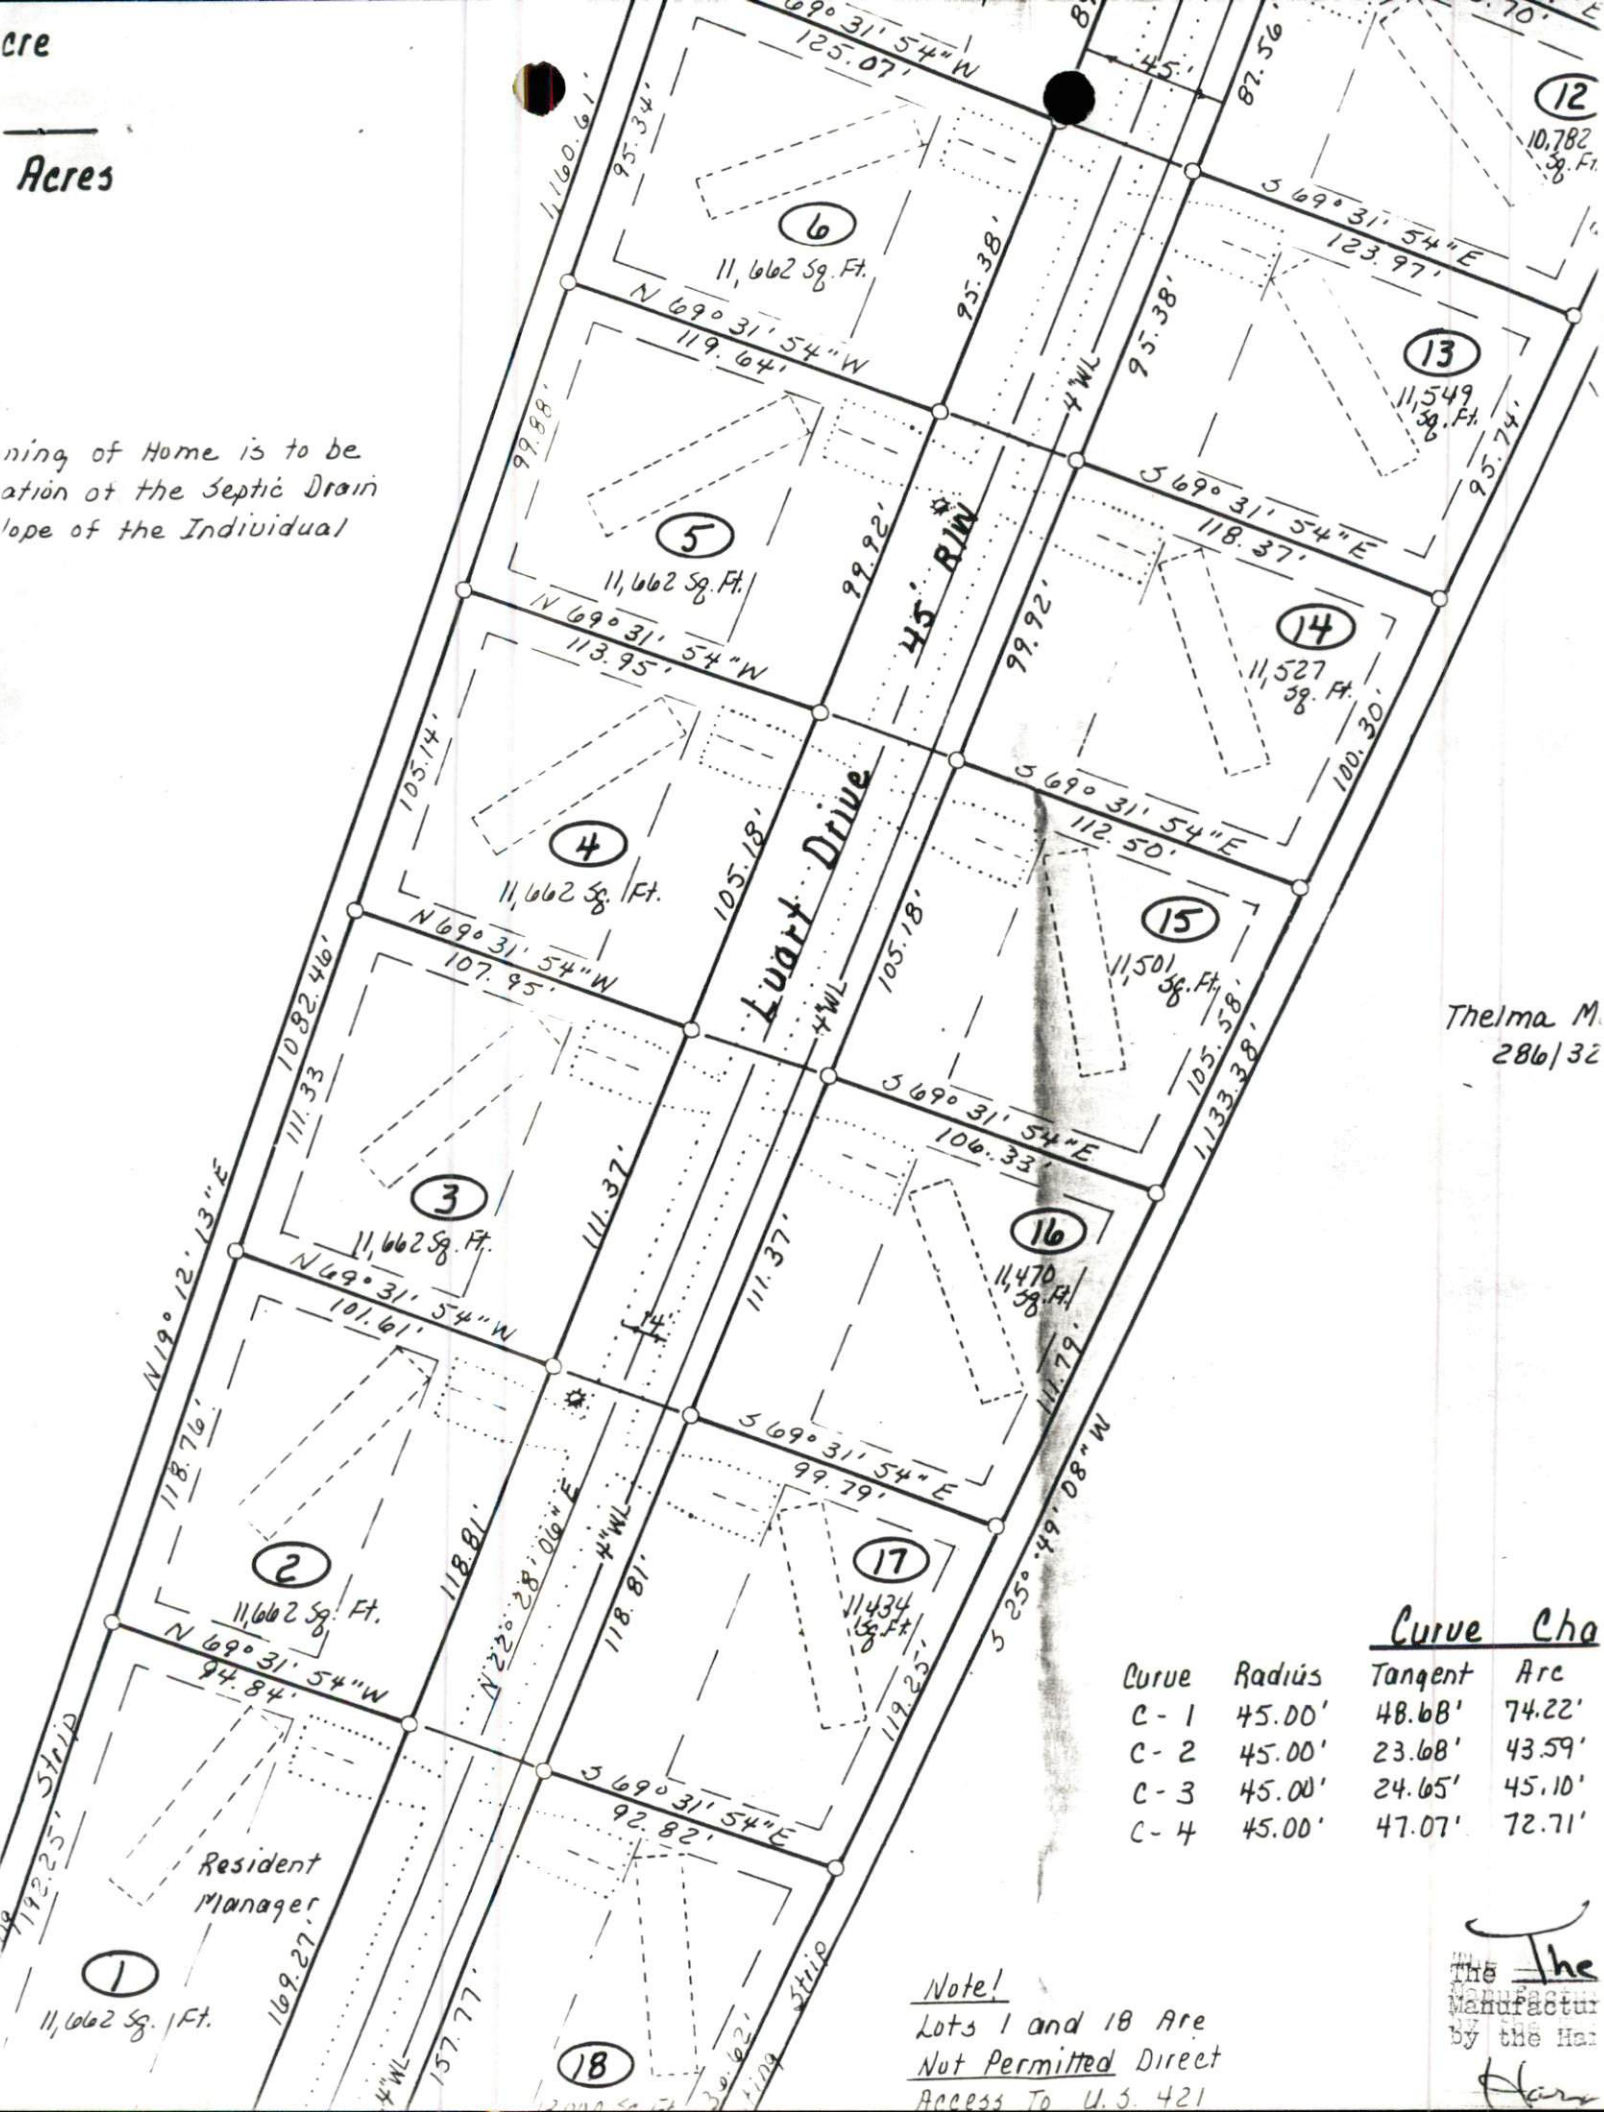 cre
Acres
ning of Home is to be
ation of the Septic Drain
lope of the Individual
69° 31' 54" W
125.07'
1,160.61'
95.34'
6
11,662 Sq. Ft.
95.38'
45'
87.56'
12
10,782
Sq. Ft.
S 69° 31' 54" E
123.97'
N 69° 31' 54" W
119.64'
99.88'
5
11,662 Sq. Ft.
99.92'
45' R/W
4" WL
95.38'
13
11,549
Sq. Ft.
95.74'
S 69° 31' 54" E
118.37'
N 69° 31' 54" W
113.95'
105.14'
4
11,662 Sq. Ft.
105.18'
Luart Drive
99.92'
14
11,527
Sq. Ft.
100.30'
S 69° 31' 54" E
112.50'
N 69° 31' 54" W
107.95'
1082.46'
111.33
3
11,662 Sq. Ft.
111.37'
4" WL
105.18'
15
11,501
Sq. Ft.
105.58'
1,133.38'
Thelma M
286/32
S 69° 31' 54" E
106.33'
N 19° 12' 13" E
N 69° 31' 54" W
101.61'
14'
111.37'
16
11,470
Sq. Ft.
111.79'
118.76'
2
11,662 Sq. Ft.
118.81'
N 22° 28' 06" E
4" WL
S 69° 31' 54" E
99.79'
118.81'
17
11,434
Sq. Ft.
119.25'
S 25° 49' 08" W
N 69° 31' 54" W
94.84'
Strip
192.25'
Resident
Manager
1
11,662 Sq. Ft.
169.27'
4" WL
157.77'
S 69° 31' 54" E
92.82'
18
Strip
Curve Cha
Curve Radius Tangent Arc
C - 1 45.00' 48.68' 74.22'
C - 2 45.00' 23.68' 43.59'
C - 3 45.00' 24.65' 45.10'
C - 4 45.00' 47.07' 72.71'
Note!
Lots 1 and 18 Are
Not Permitted Direct
Access To U.S. 421
The
The
Manufactur
by the Har